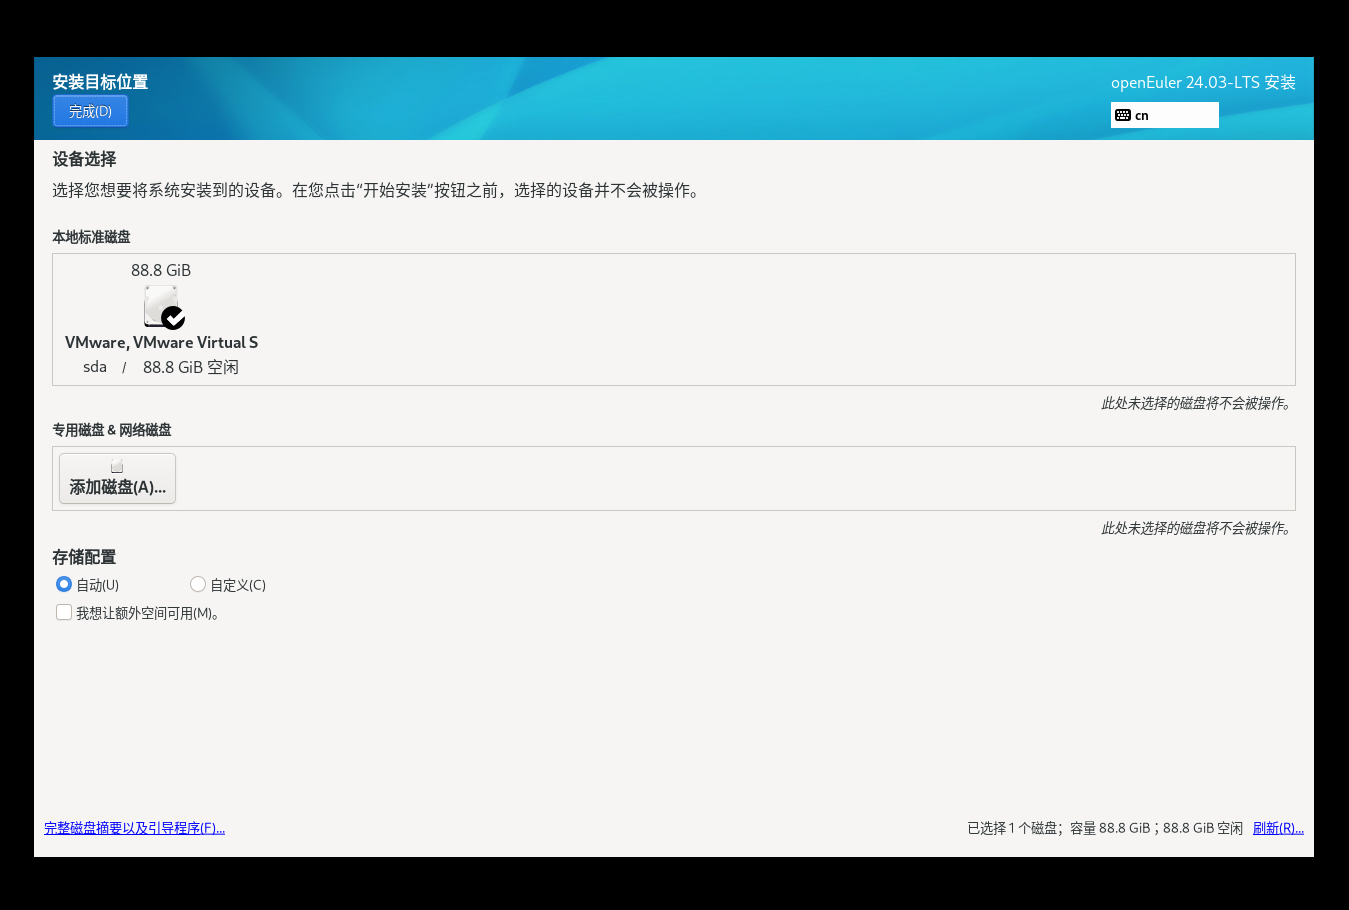 安装目标位置
完成(D)
openEuler 24.03-LTS 安装
cn
设备选择
选择您想要将系统安装到的设备。在您点击“开始安装”按钮之前，选择的设备并不会被操作。
本地标准磁盘
88.8 GiB
VMware, VMware Virtual S
sda / 88.8 GiB 空闲
此处未选择的磁盘将不会被操作。
专用磁盘 & 网络磁盘
添加磁盘(A)...
此处未选择的磁盘将不会被操作。
存储配置
自动(U) 自定义(C)
我想让额外空间可用(M)。
完整磁盘摘要以及引导程序(F)... 已选择 1 个磁盘；容量 88.8 GiB；88.8 GiB 空闲 刷新(R)...